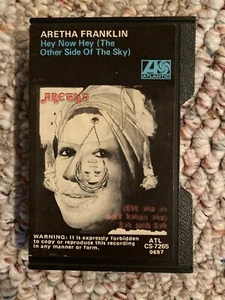 ARETHA FRANKLIN
Hey Now Hey (The
Other Side Of The Sky)
ATLANTIC
ARETHA
WARNING: It is expressly forbidden
to copy or reproduce this recording
in any manner or form.
ATL
CS-7265
0697